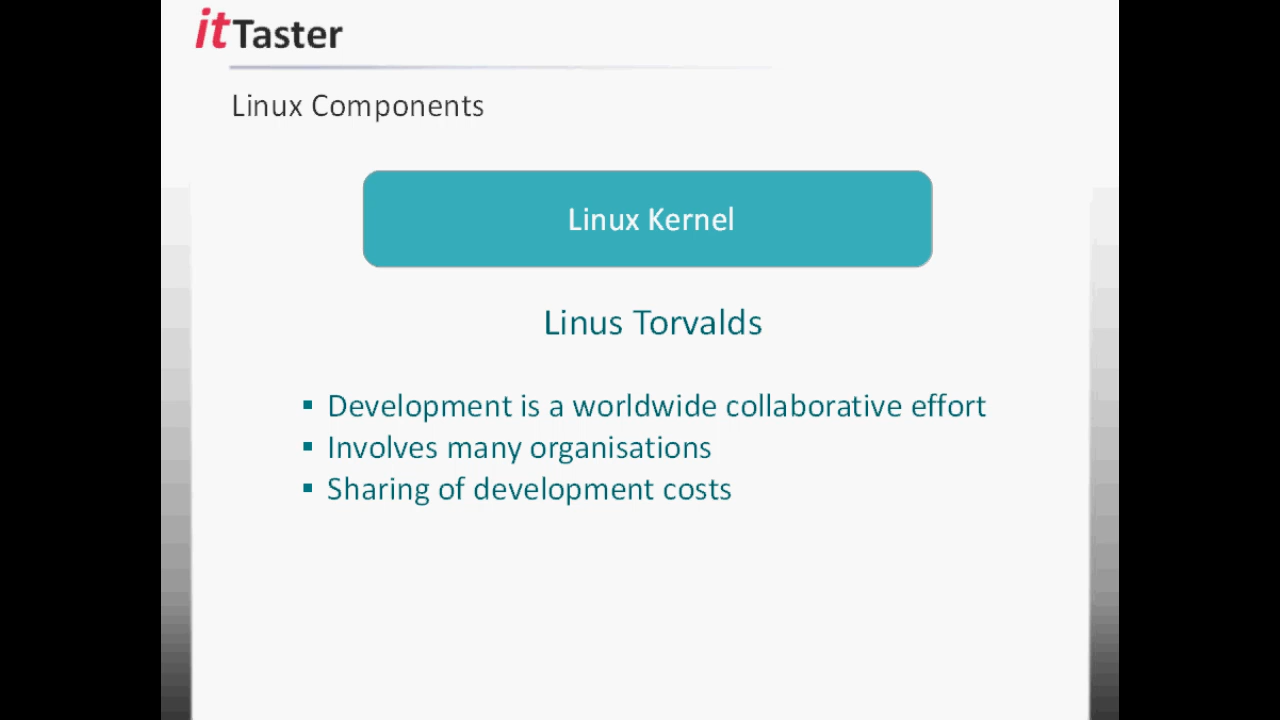 itTaster
Linux Components
Linux Kernel
Linus Torvalds
▪ Development is a worldwide collaborative effort
▪ Involves many organisations
▪ Sharing of development costs